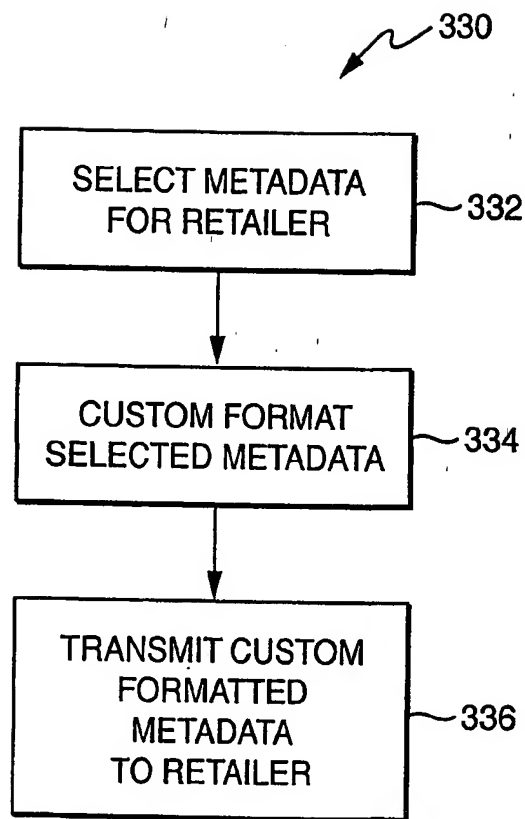 330
SELECT METADATA
FOR RETAILER
332
CUSTOM FORMAT
SELECTED METADATA
334
TRANSMIT CUSTOM
FORMATTED
METADATA
TO RETAILER
336